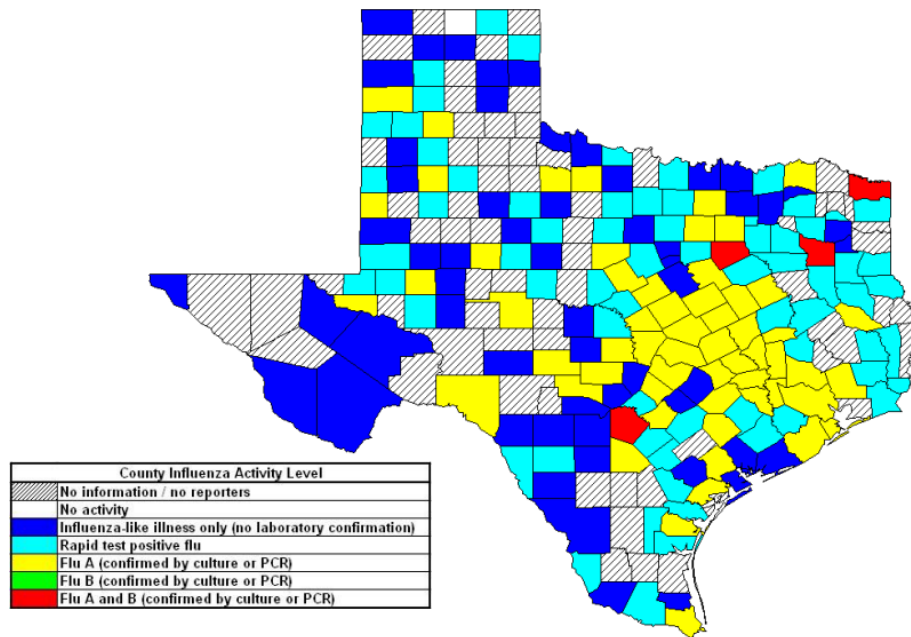 County Influenza Activity Level
No information / no reporters
No activity
Influenza-like illness only (no laboratory confirmation)
Rapid test positive flu
Flu A (confirmed by culture or PCR)
Flu B (confirmed by culture or PCR)
Flu A and B (confirmed by culture or PCR)